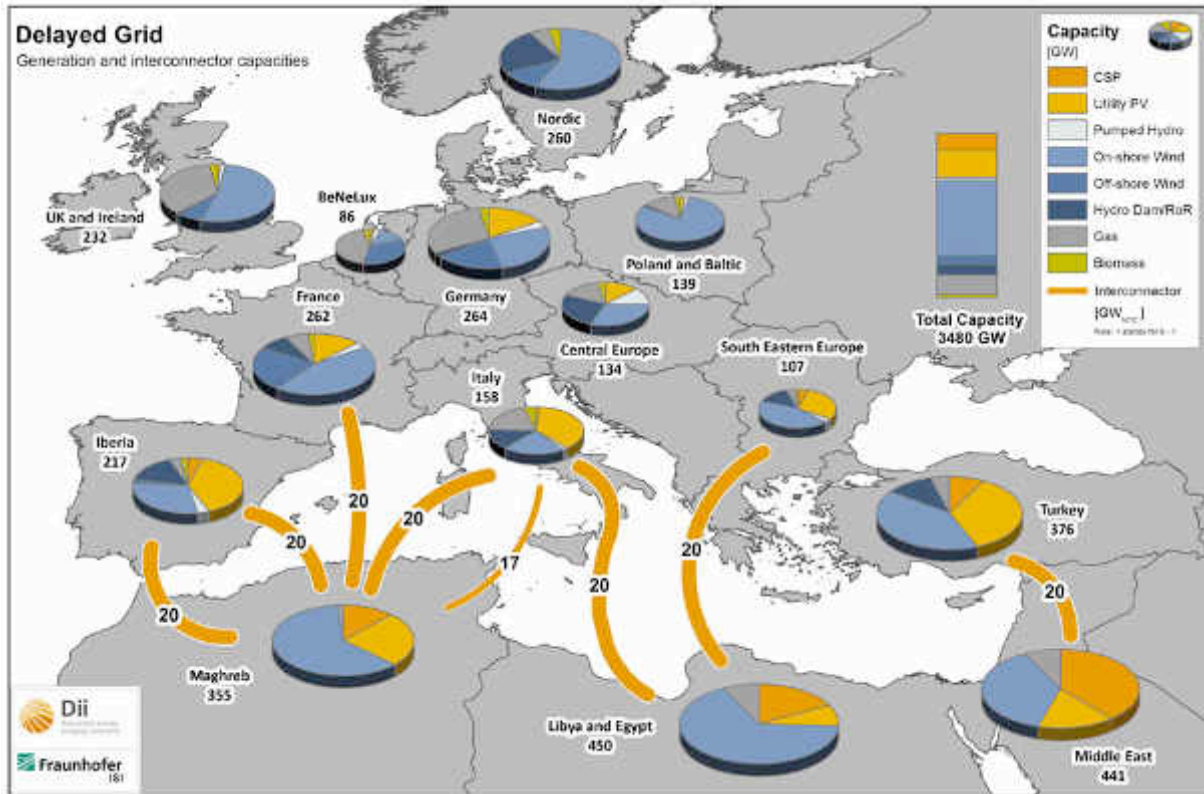 Delayed Grid
Generation and interconnector capacities
Capacity
[GW]
CSP
Utility PV
Pumped Hydro
On-shore Wind
Off-shore Wind
Hydro Dam/RoR
Gas
Biomass
Interconnector
[GW
Total Capacity
3480 GW
Nordic
260
UK and Ireland
232
BeNeLux
86
Germany
264
Poland and Baltic
139
France
262
Central Europe
134
South Eastern Europe
107
Italy
158
Iberia
217
Turkey
376
20
20
20
20
17
20
20
20
Maghreb
355
Libya and Egypt
450
Middle East
441
Dii
Fraunhofer
ISI